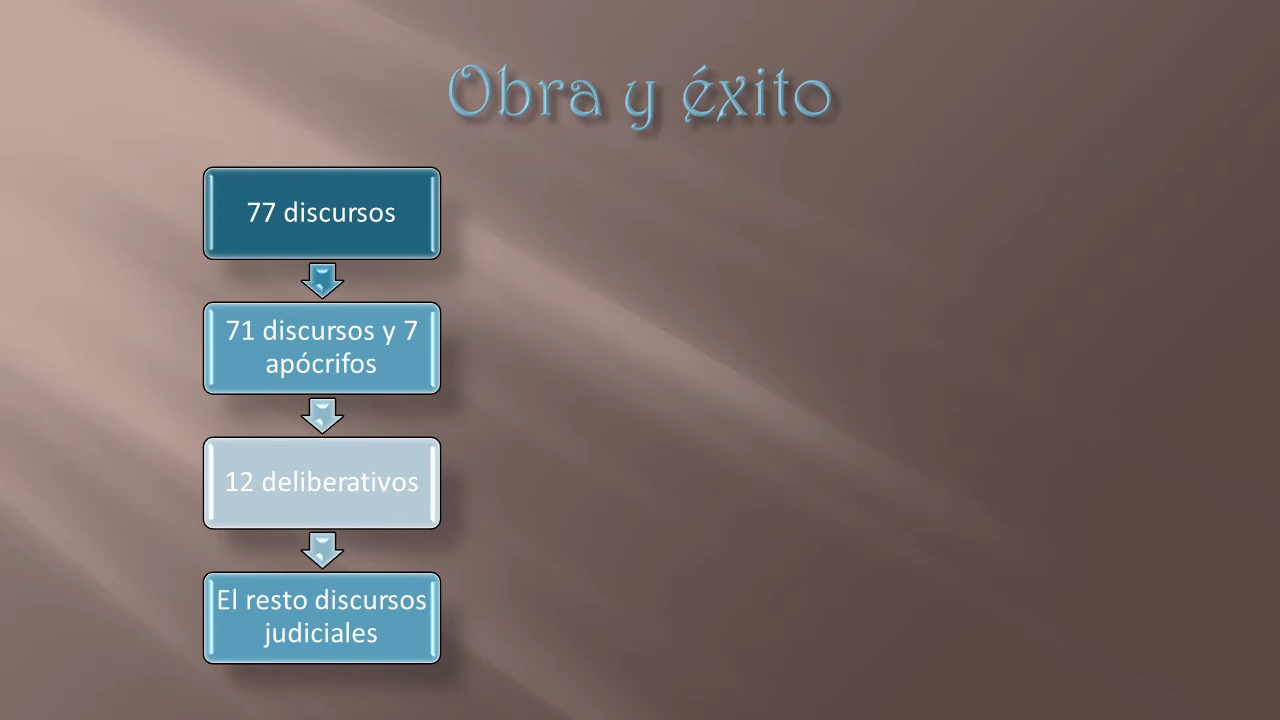 Obra y éxito
77 discursos
71 discursos y 7
apócrifos
12 deliberativos
El resto discursos
judiciales